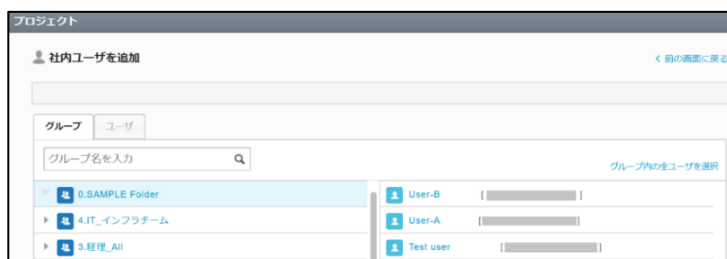 プロジェクト
社内ユーザを追加
< 前の画面に戻る
グループ ユーザ
グループ名を入力
グループ内の全ユーザを選択
0.SAMPLE Folder
4.IT_インフラチーム
3.経理_All
User-B [ ]
User-A [ ]
Test user [ ]